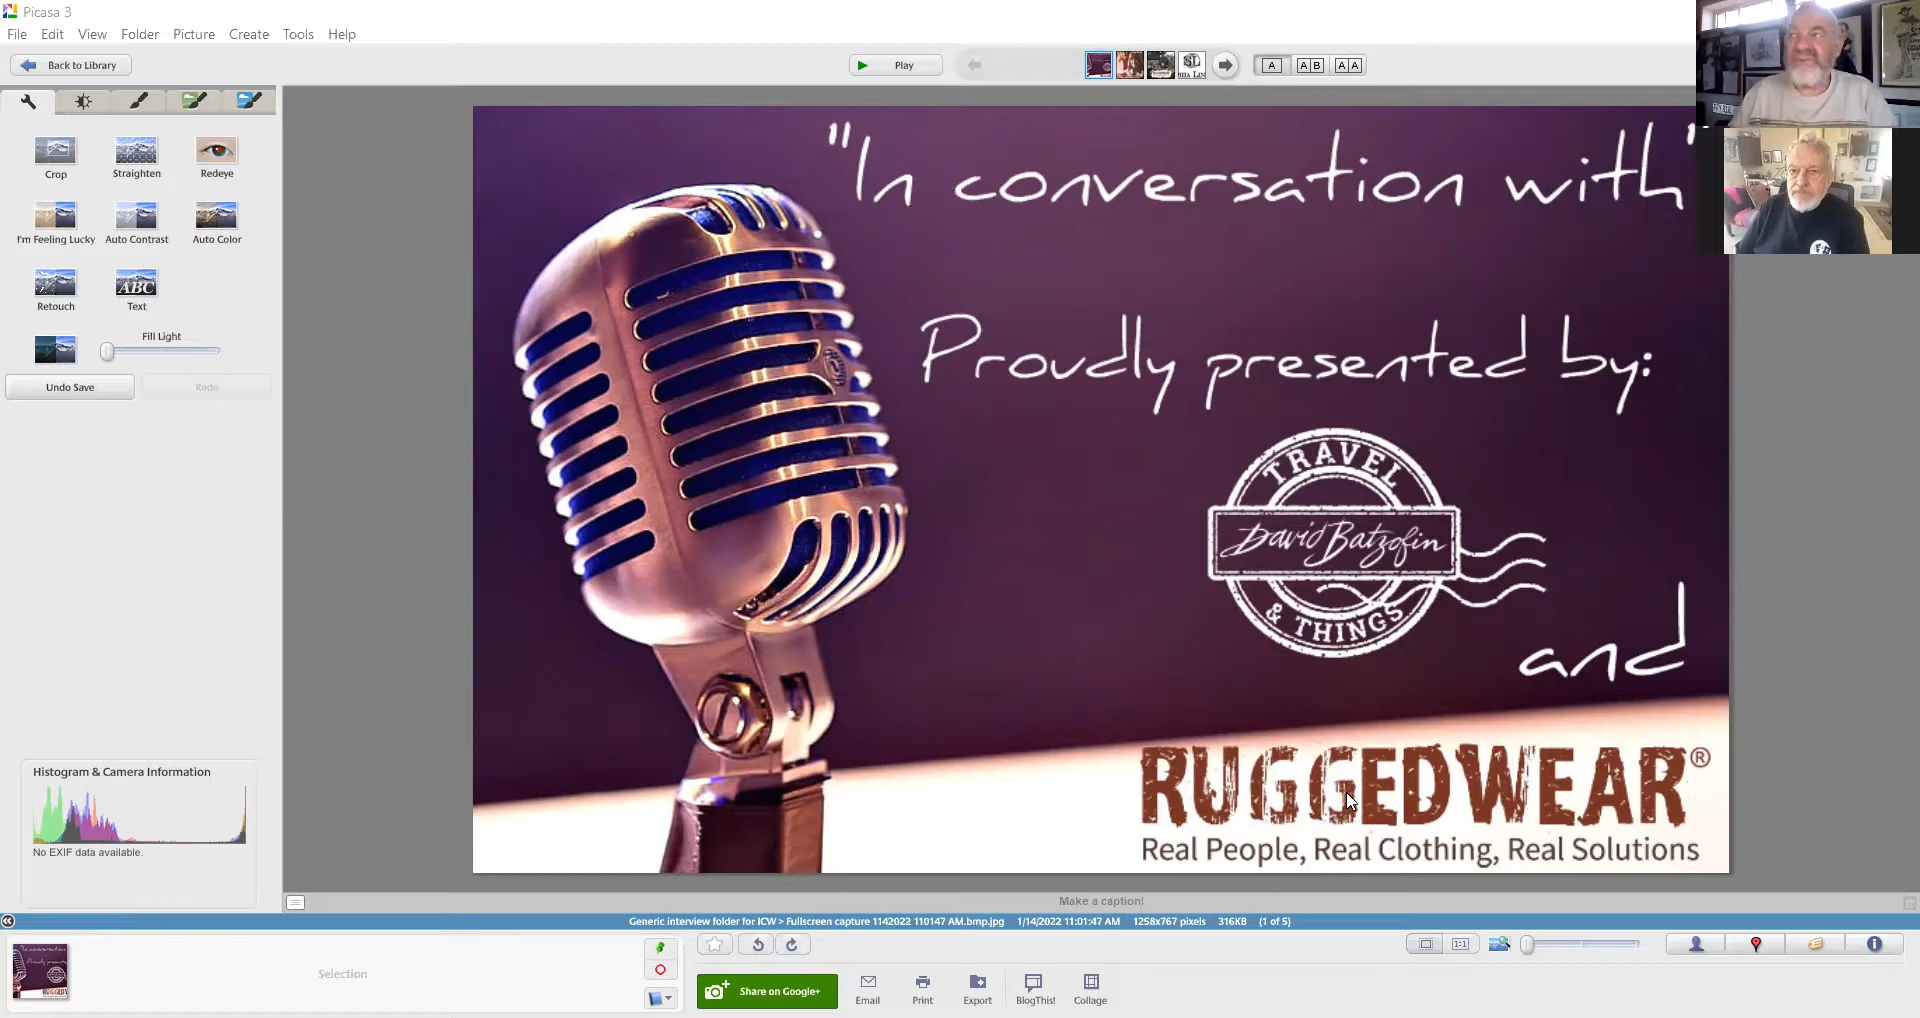 Picasa 3
File Edit View Folder Picture Create Tools Help
Back to Library
Play
A
A B
A A
Crop Straighten Redeye
I'm Feeling Lucky Auto Contrast Auto Color
Retouch Text
ABC
Fill Light
Undo Save Redo
"In conversation with"
Proudly presented by:
TRAVEL
David Batzofin
& THINGS
and
RUGGEDWEAR®
Real People, Real Clothing, Real Solutions
Histogram & Camera Information
No EXIF data available.
Make a caption!
Generic interview folder for ICW > Fullscreen capture 1142022 110147 AM.bmp.jpg 1/14/2022 11:01:47 AM 1258x767 pixels 316KB (1 of 5)
Selection
1:1
Share on Google+
Email Print Export BlogThis! Collage